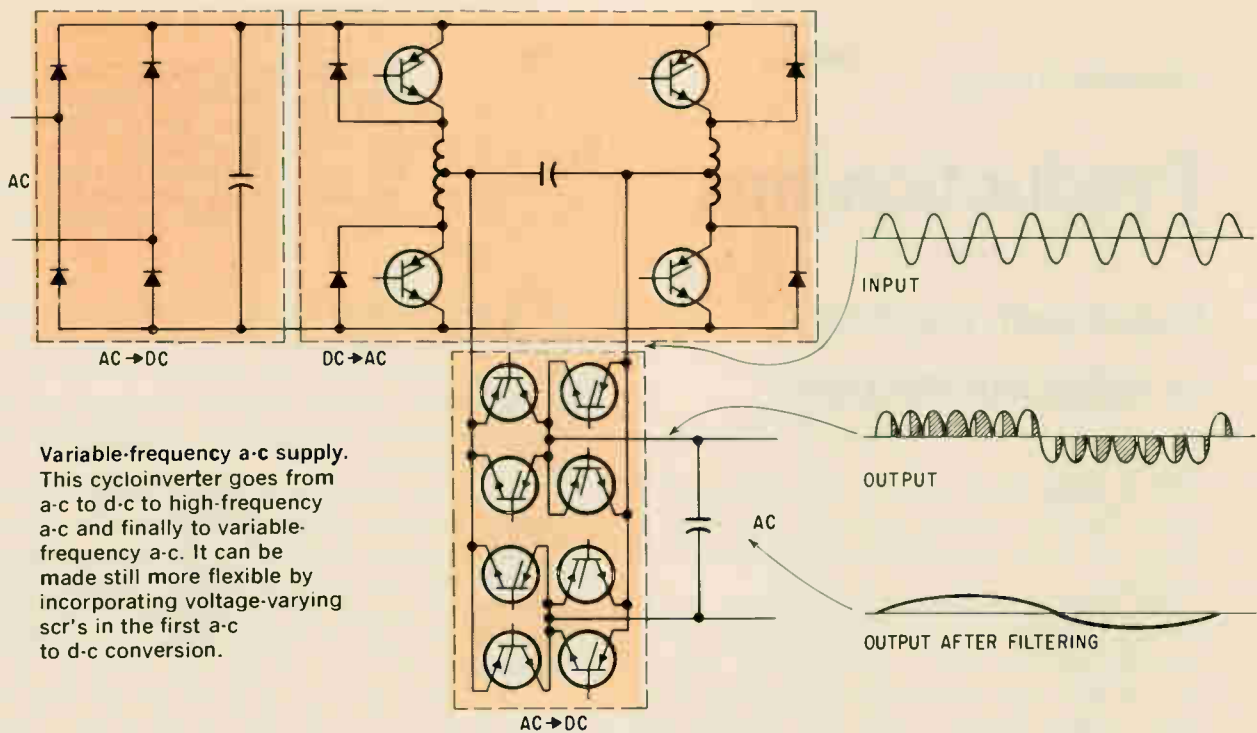 AC
AC→DC
DC→AC
INPUT
OUTPUT
AC
OUTPUT AFTER FILTERING
AC→DC
Variable-frequency a-c supply.
This cycloinverter goes from
a-c to d-c to high-frequency
a-c and finally to variable-
frequency a-c. It can be
made still more flexible by
incorporating voltage-varying
scr's in the first a-c
to d-c conversion.